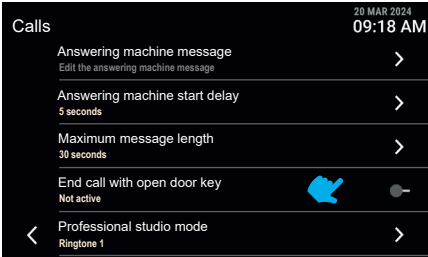 20 MAR 2024
Calls
09:18 AM
Answering machine message
Edit the answering machine message
Answering machine start delay
5 seconds
Maximum message length
30 seconds
End call with open door key
Not active
Professional studio mode
Ringtone 1